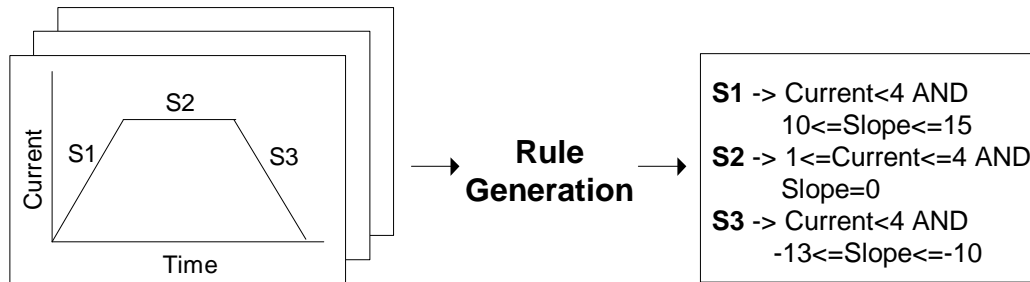 Current
S1
S2
S3
Time
Rule
Generation
S1 -> Current<4 AND
10<=Slope<=15
S2 -> 1<=Current<=4 AND
Slope=0
S3 -> Current<4 AND
-13<=Slope<=-10